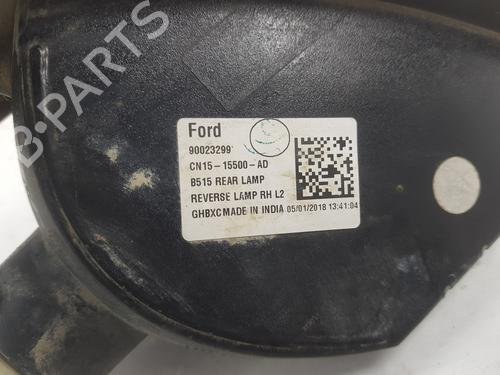 B-PARTS
Ford
90023299
CN15-15500-AD
B515 REAR LAMP
REVERSE LAMP RH L2
GHBXCMADE IN INDIA 05/01/2018 13:41:04
B-PARTS